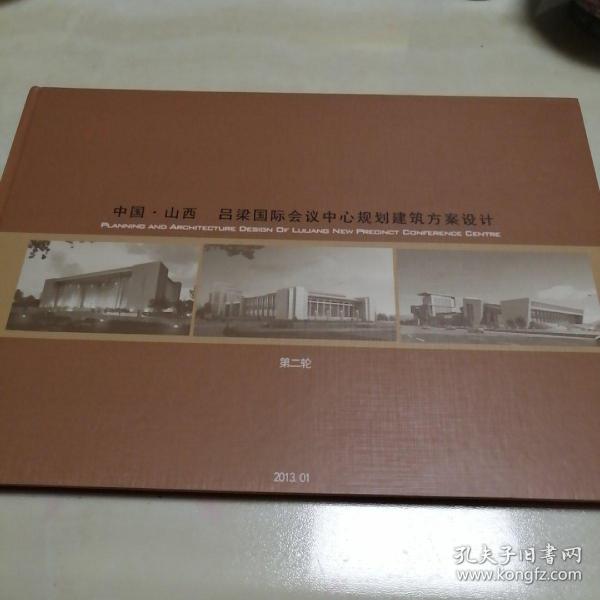 中国·山西 吕梁国际会议中心规划建筑方案设计
PLANNING AND ARCHITECTURE DESIGN OF LULIANG NEW PRECINCT CONFERENCE CENTRE
第二轮
2013.01
孔夫子旧书网
www.kongfz.com